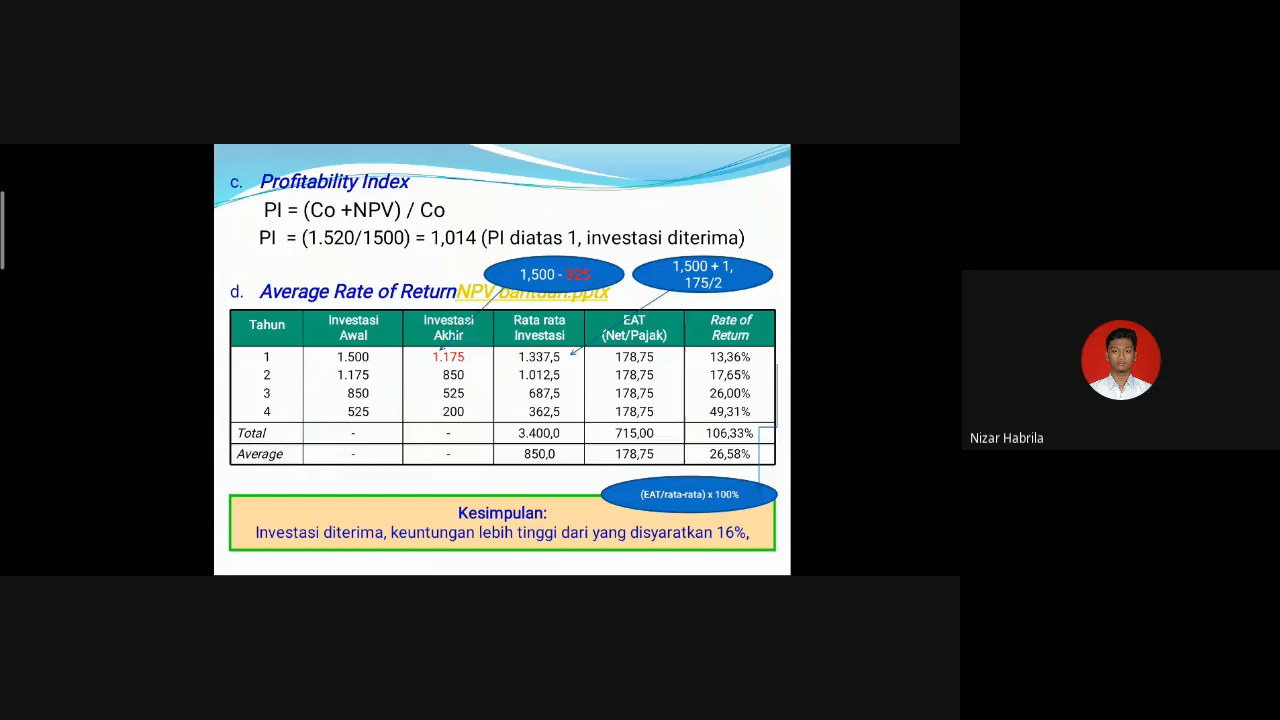 c. Profitability Index
PI = (Co +NPV) / Co
PI = (1.520/1500) = 1,014 (PI diatas 1, investasi diterima)
1,500 - 325
1,500 + 1,
175/2
d. Average Rate of Return NPV bantuan.pptx
Tahun Investasi Awal Investasi Akhir Rata rata Investasi EAT (Net/Pajak) Rate of Return
1 1.500 1.175 1.337,5 178,75 13,36%
2 1.175 850 1.012,5 178,75 17,65%
3 850 525 687,5 178,75 26,00%
4 525 200 362,5 178,75 49,31%
Total - - 3.400,0 715,00 106,33%
Average - - 850,0 178,75 26,58%
(EAT/rata-rata) x 100%
Kesimpulan:
Investasi diterima, keuntungan lebih tinggi dari yang disyaratkan 16%,
Nizar Habrila